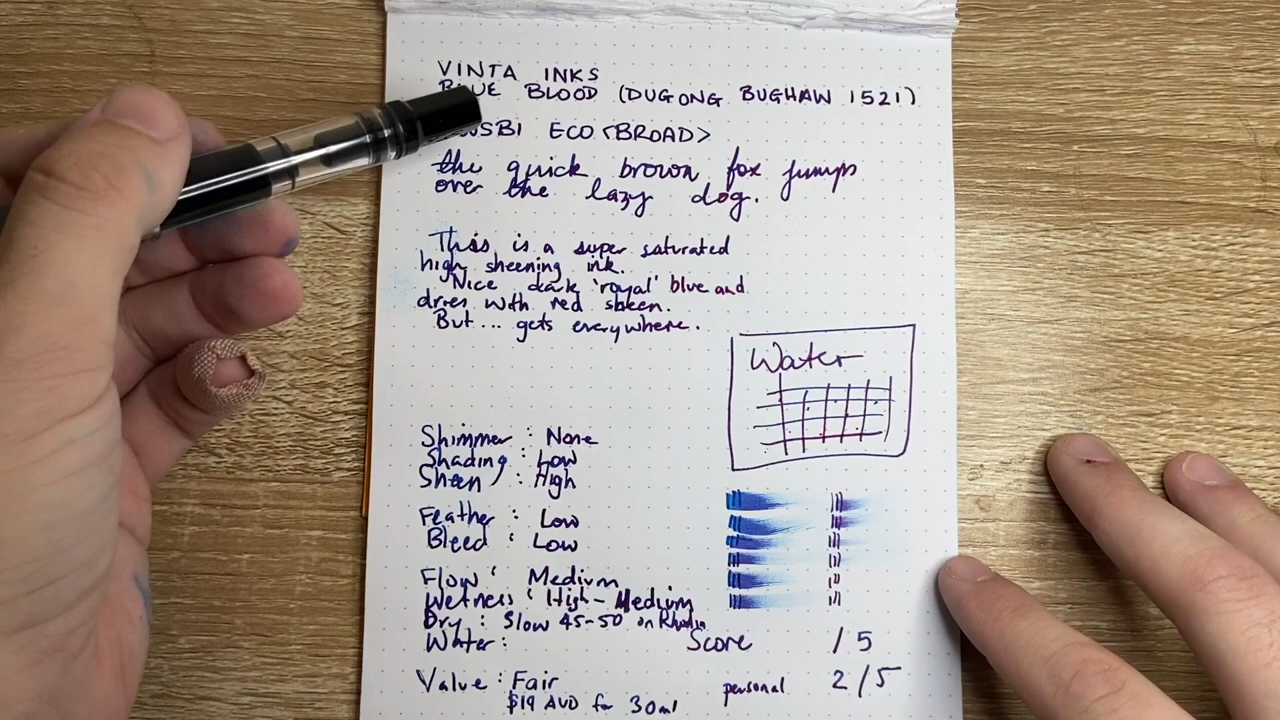 VINTA INKS
BLUE BLOOD (DUGONG BUGHAW 1521)
ECO <BROAD>
the quick brown fox jumps
over the lazy dog.
This is a super saturated
high sheening ink.
Nice dark 'royal' blue and
dries with red sheen.
But... gets everywhere.
Water
Shimmer : None
Shading : Low
Sheen : High
Feather : Low
Bleed : Low
Flow : Medium
Wetness : High-Medium
Dry : Slow 45-50 on Rhodia
Water :
Score /5
Value : Fair
$19 AUD for 30ml
personal 2/5